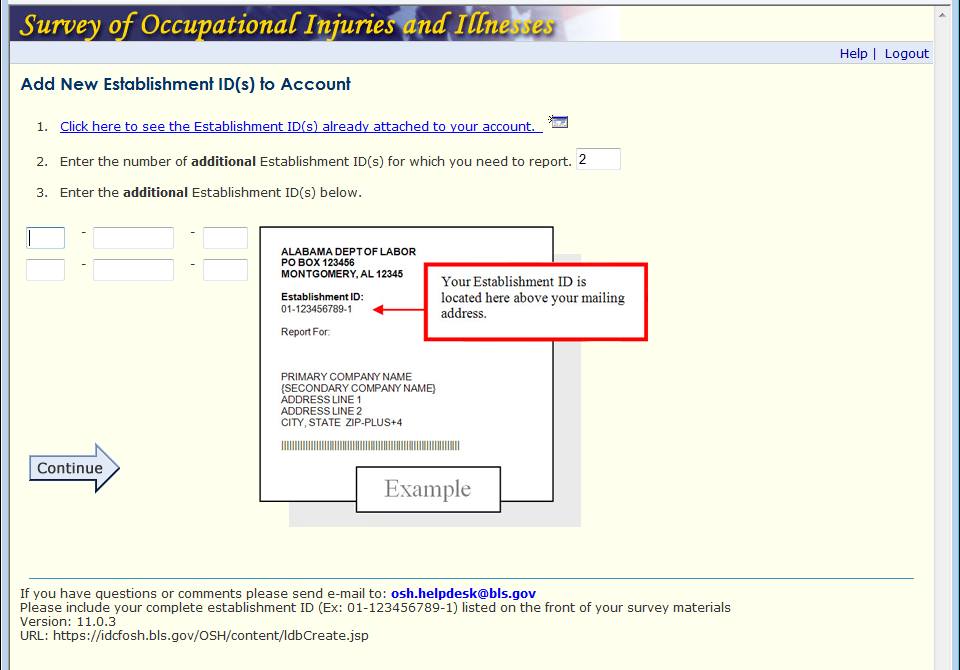 Survey of Occupational Injuries and Illnesses
Help | Logout
Add New Establishment ID(s) to Account
1. Click here to see the Establishment ID(s) already attached to your account.
2. Enter the number of additional Establishment ID(s) for which you need to report. 2
3. Enter the additional Establishment ID(s) below.
- -
- -
ALABAMA DEPT OF LABOR
PO BOX 123456
MONTGOMERY, AL 12345
Establishment ID:
01-123456789-1
Report For:
Your Establishment ID is
located here above your mailing
address.
PRIMARY COMPANY NAME
{SECONDARY COMPANY NAME}
ADDRESS LINE 1
ADDRESS LINE 2
CITY, STATE ZIP-PLUS+4
Example
Continue
If you have questions or comments please send e-mail to: osh.helpdesk@bls.gov
Please include your complete establishment ID (Ex: 01-123456789-1) listed on the front of your survey materials
Version: 11.0.3
URL: https://idcfosh.bls.gov/OSH/content/ldbCreate.jsp